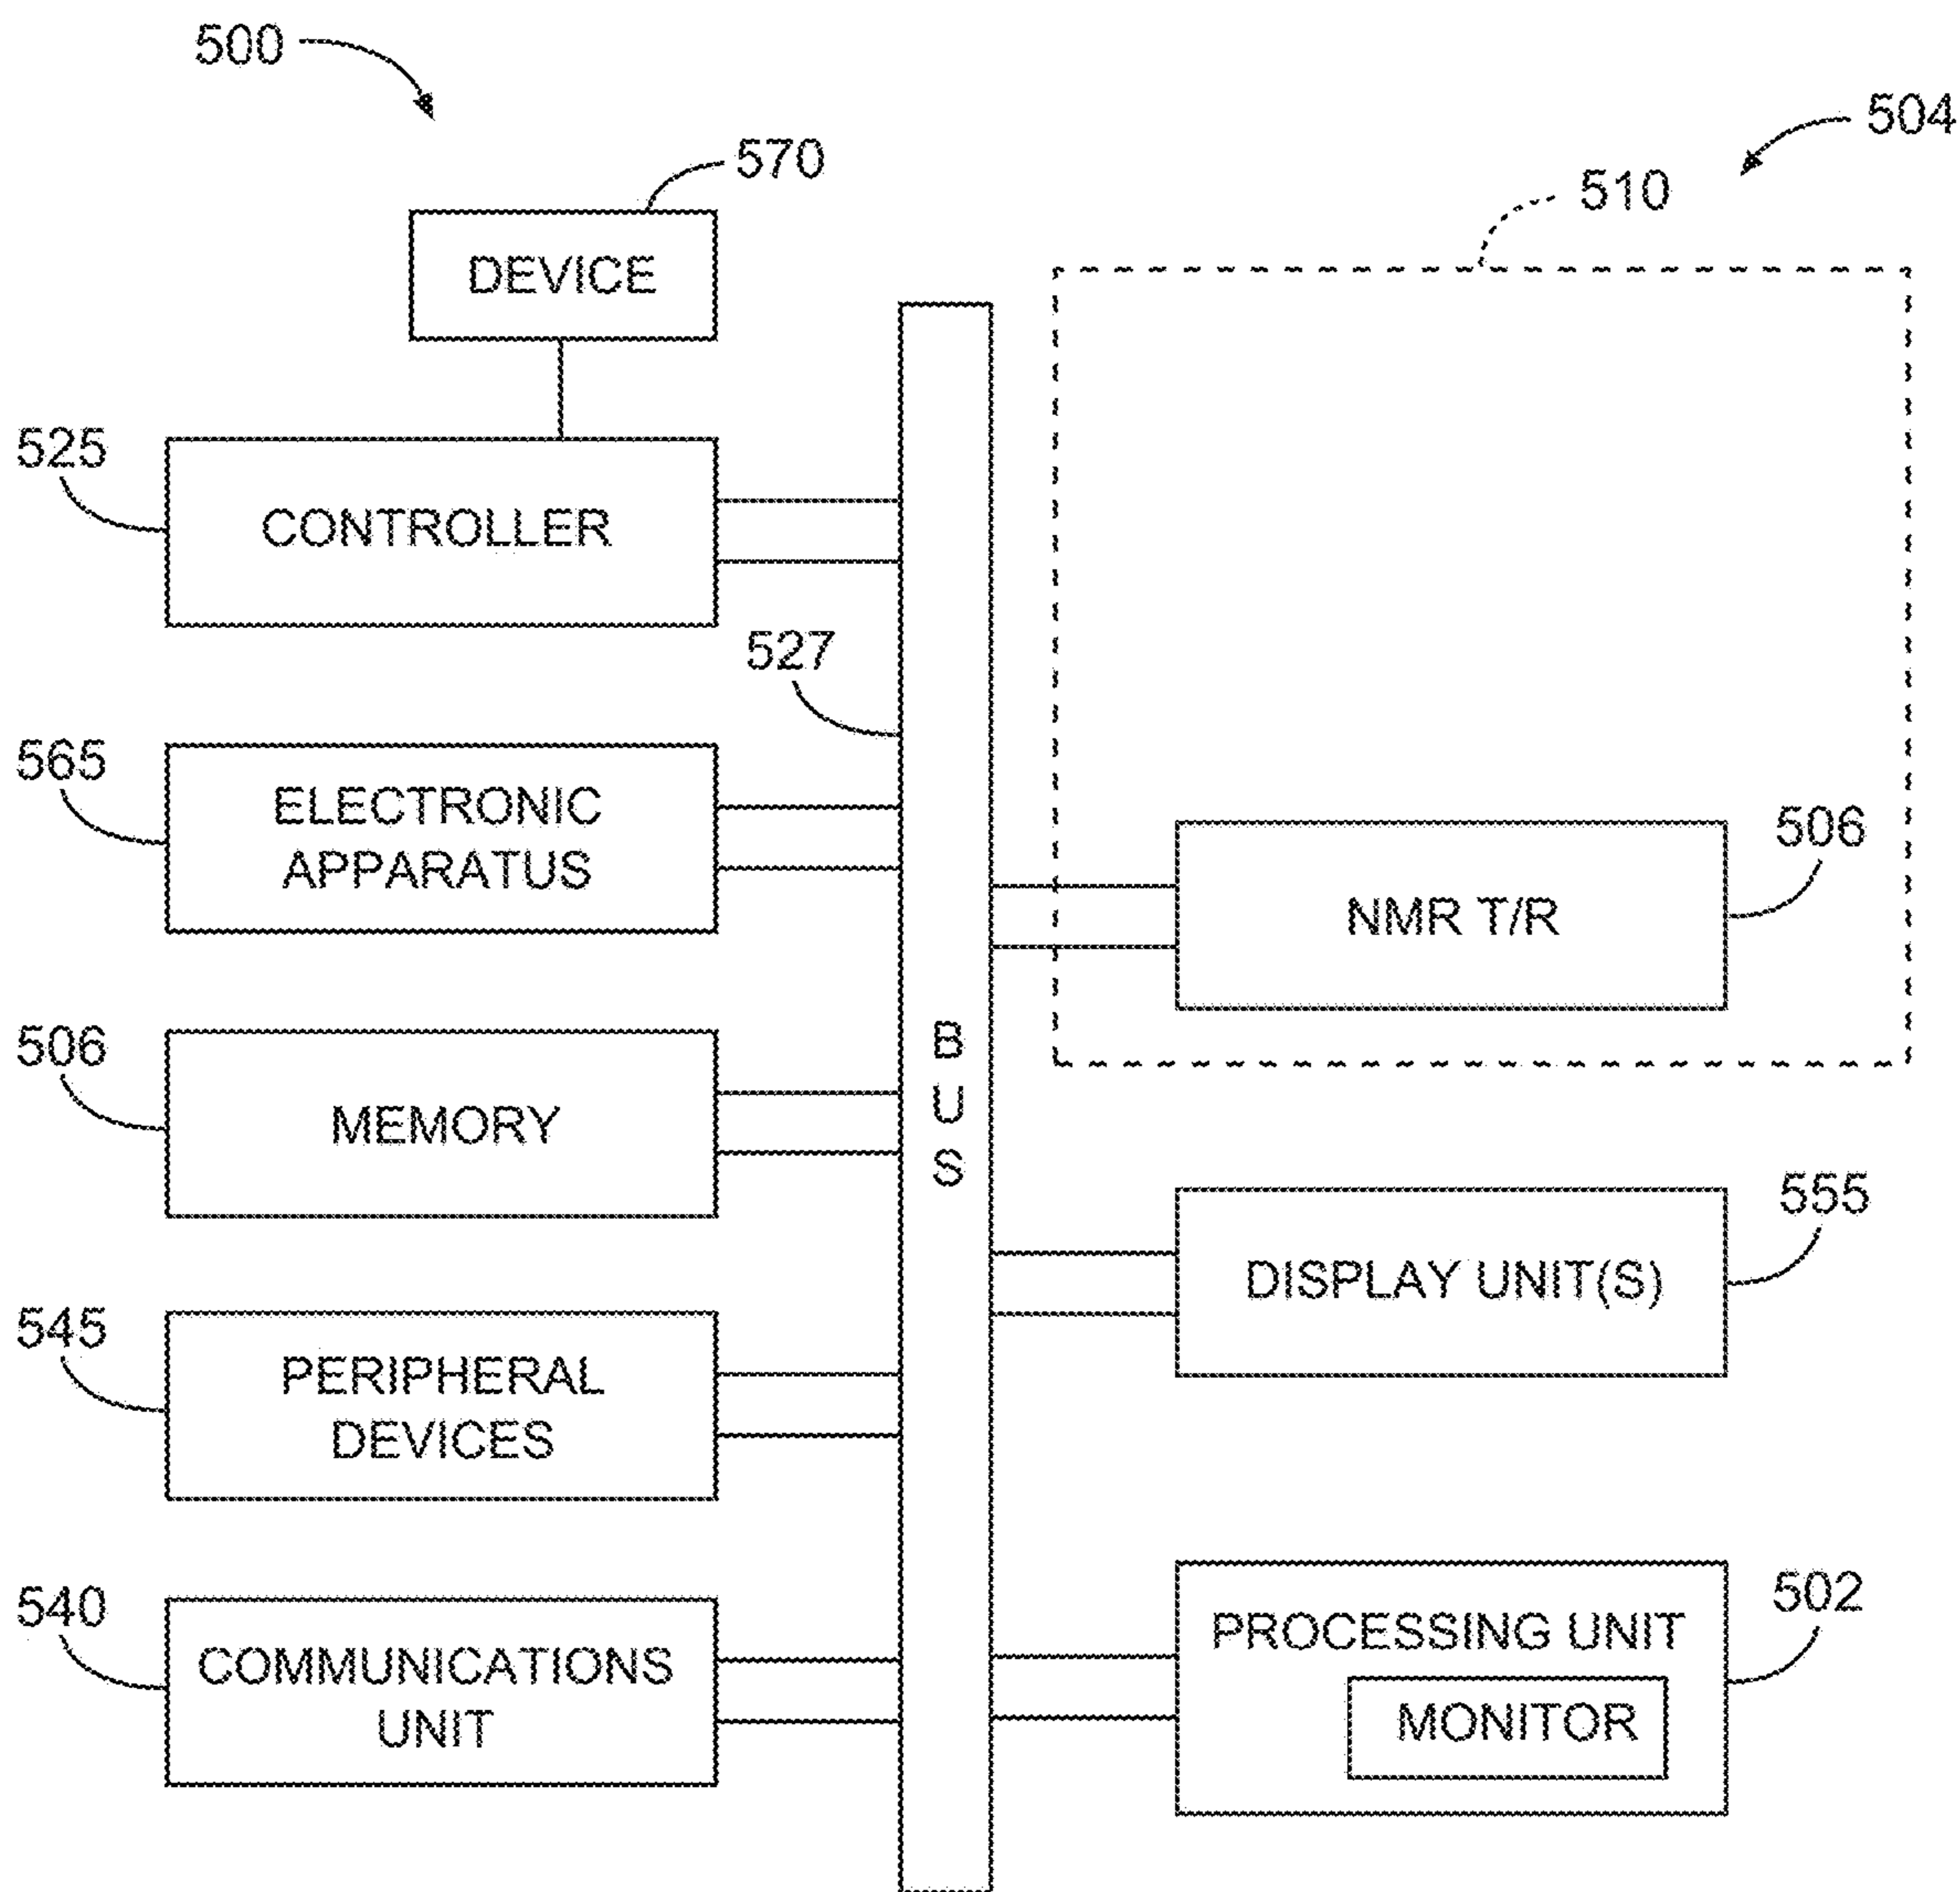 500
504
570
510
DEVICE
525
CONTROLLER
527
565
ELECTRONIC
APPARATUS
506
NMR T/R
506
MEMORY
BUS
555
DISPLAY UNIT(S)
545
PERIPHERAL
DEVICES
540
COMMUNICATIONS
UNIT
502
PROCESSING UNIT
MONITOR